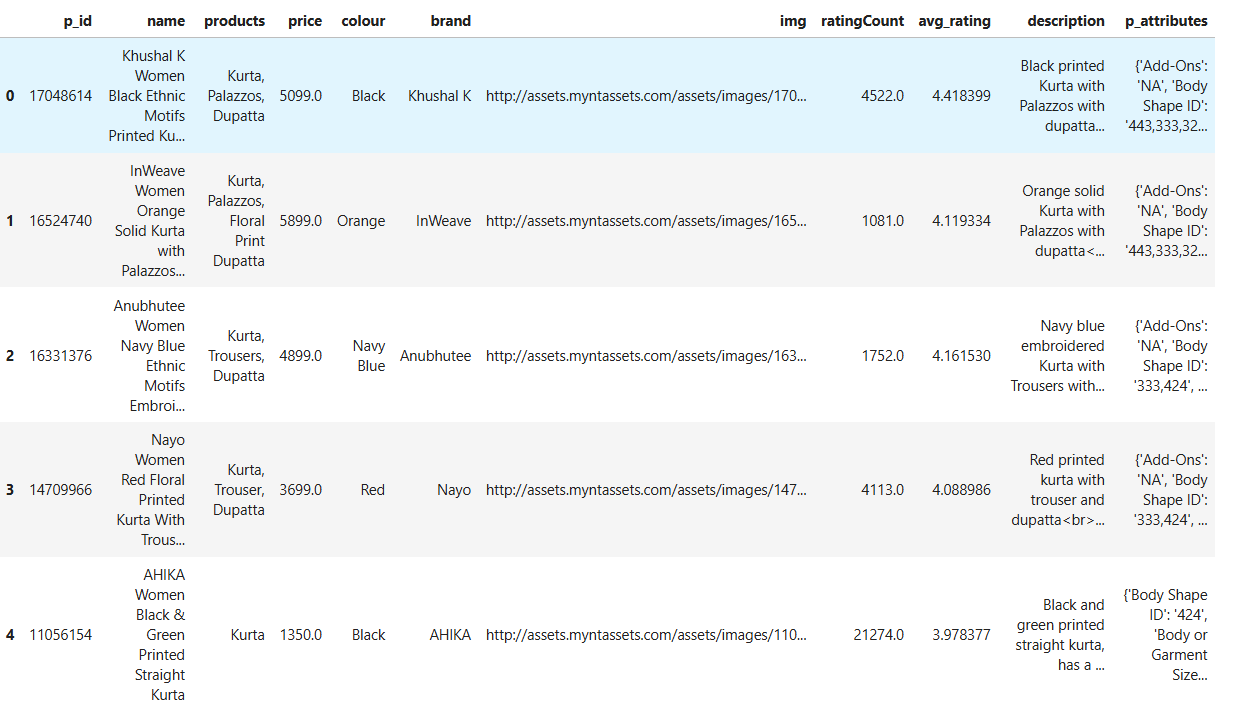 p_id name products price colour brand img ratingCount avg_rating description p_attributes
0 17048614 Khushal K Women Black Ethnic Motifs Printed Ku... Kurta, Palazzos, Dupatta 5099.0 Black Khushal K http://assets.myntassets.com/assets/images/170... 4522.0 4.418399 Black printed Kurta with Palazzos with dupatta... {'Add-Ons': 'NA', 'Body Shape ID': '443,333,32...
1 16524740 InWeave Women Orange Solid Kurta with Palazzos... Kurta, Palazzos, Floral Print Dupatta 5899.0 Orange InWeave http://assets.myntassets.com/assets/images/165... 1081.0 4.119334 Orange solid Kurta with Palazzos with dupatta<... {'Add-Ons': 'NA', 'Body Shape ID': '443,333,32...
2 16331376 Anubhutee Women Navy Blue Ethnic Motifs Embroi... Kurta, Trousers, Dupatta 4899.0 Navy Blue Anubhutee http://assets.myntassets.com/assets/images/163... 1752.0 4.161530 Navy blue embroidered Kurta with Trousers with... {'Add-Ons': 'NA', 'Body Shape ID': '333,424', ...
3 14709966 Nayo Women Red Floral Printed Kurta With Trous... Kurta, Trouser, Dupatta 3699.0 Red Nayo http://assets.myntassets.com/assets/images/147... 4113.0 4.088986 Red printed kurta with trouser and dupatta<br>... {'Add-Ons': 'NA', 'Body Shape ID': '333,424', ...
4 11056154 AHIKA Women Black & Green Printed Straight Kurta Kurta 1350.0 Black AHIKA http://assets.myntassets.com/assets/images/110... 21274.0 3.978377 Black and green printed straight kurta, has a ... {'Body Shape ID': '424', 'Body or Garment Size...